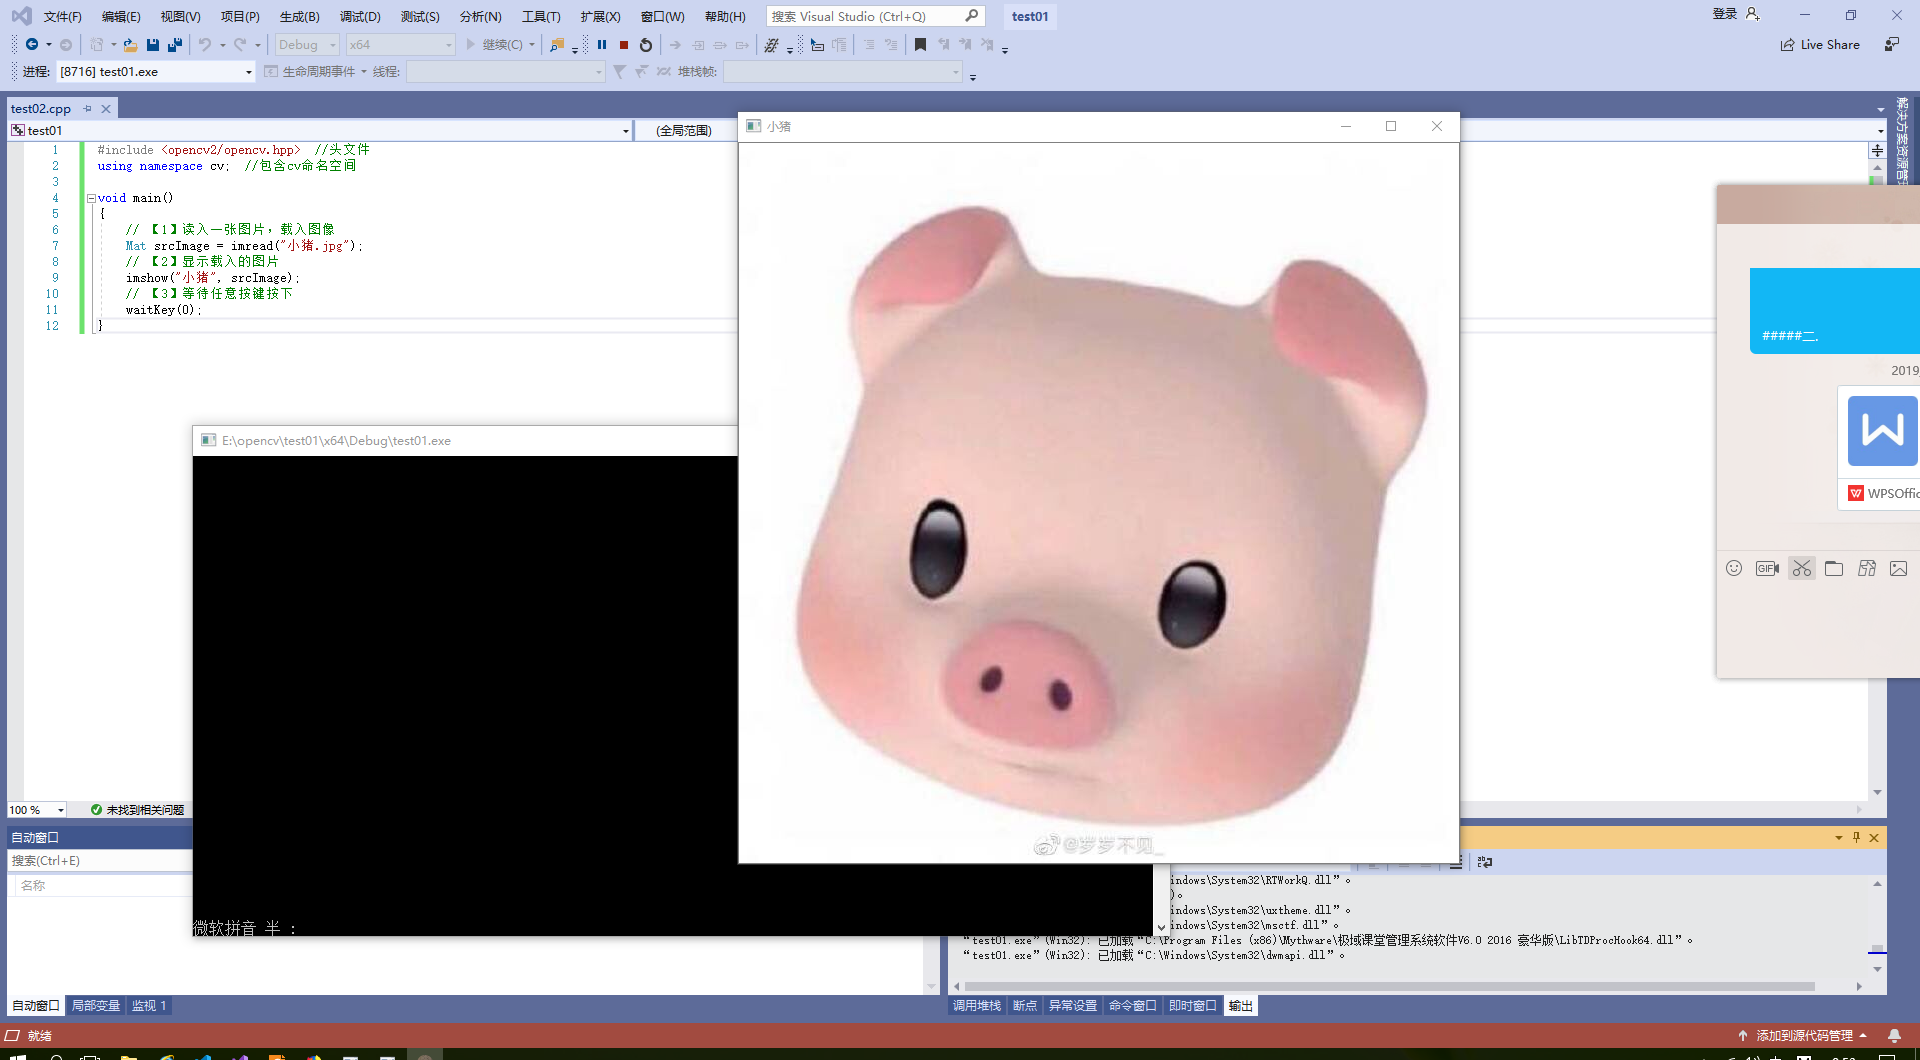 文件(F) 编辑(E) 视图(V) 项目(P) 生成(B) 调试(D) 测试(S) 分析(N) 工具(T) 扩展(X) 窗口(W) 帮助(H) 搜索 Visual Studio (Ctrl+Q) test01 登录
Debug x64 继续(C) Live Share
进程: [8716] test01.exe 生命周期事件 线程: 堆栈帧:
test02.cpp
test01 (全局范围)
小猪
1 #include <opencv2/opencv.hpp> //头文件
2 using namespace cv; //包含cv命名空间
3
4 void main()
5 {
6 // 【1】读入一张图片，载入图像
7 Mat srcImage = imread("小猪.jpg");
8 // 【2】显示载入的图片
9 imshow("小猪", srcImage);
10 // 【3】等待任意按键按下
11 waitKey(0);
12 }
解决方案资源管
#####二.
2019
W
WPSOffic
GIF
E:\opencv\test01\x64\Debug\test01.exe
微软拼音 半 :
@罗罗不见_
100 % 未找到相关问题
自动窗口
搜索(Ctrl+E)
名称
indows\System32\RTWorkQ.dll”。
)。
indows\System32\uxtheme.dll”。
indows\System32\msctf.dll”。
“test01.exe”(Win32): 已加载“C:\Program Files (x86)\Mythware\极域课堂管理系统软件V6.0 2016 豪华版\LibTDProcHook64.dll”。
“test01.exe”(Win32): 已加载“C:\Windows\System32\dwmapi.dll”。
自动窗口 局部变量 监视 1
调用堆栈 断点 异常设置 命令窗口 即时窗口 输出
就绪 添加到源代码管理